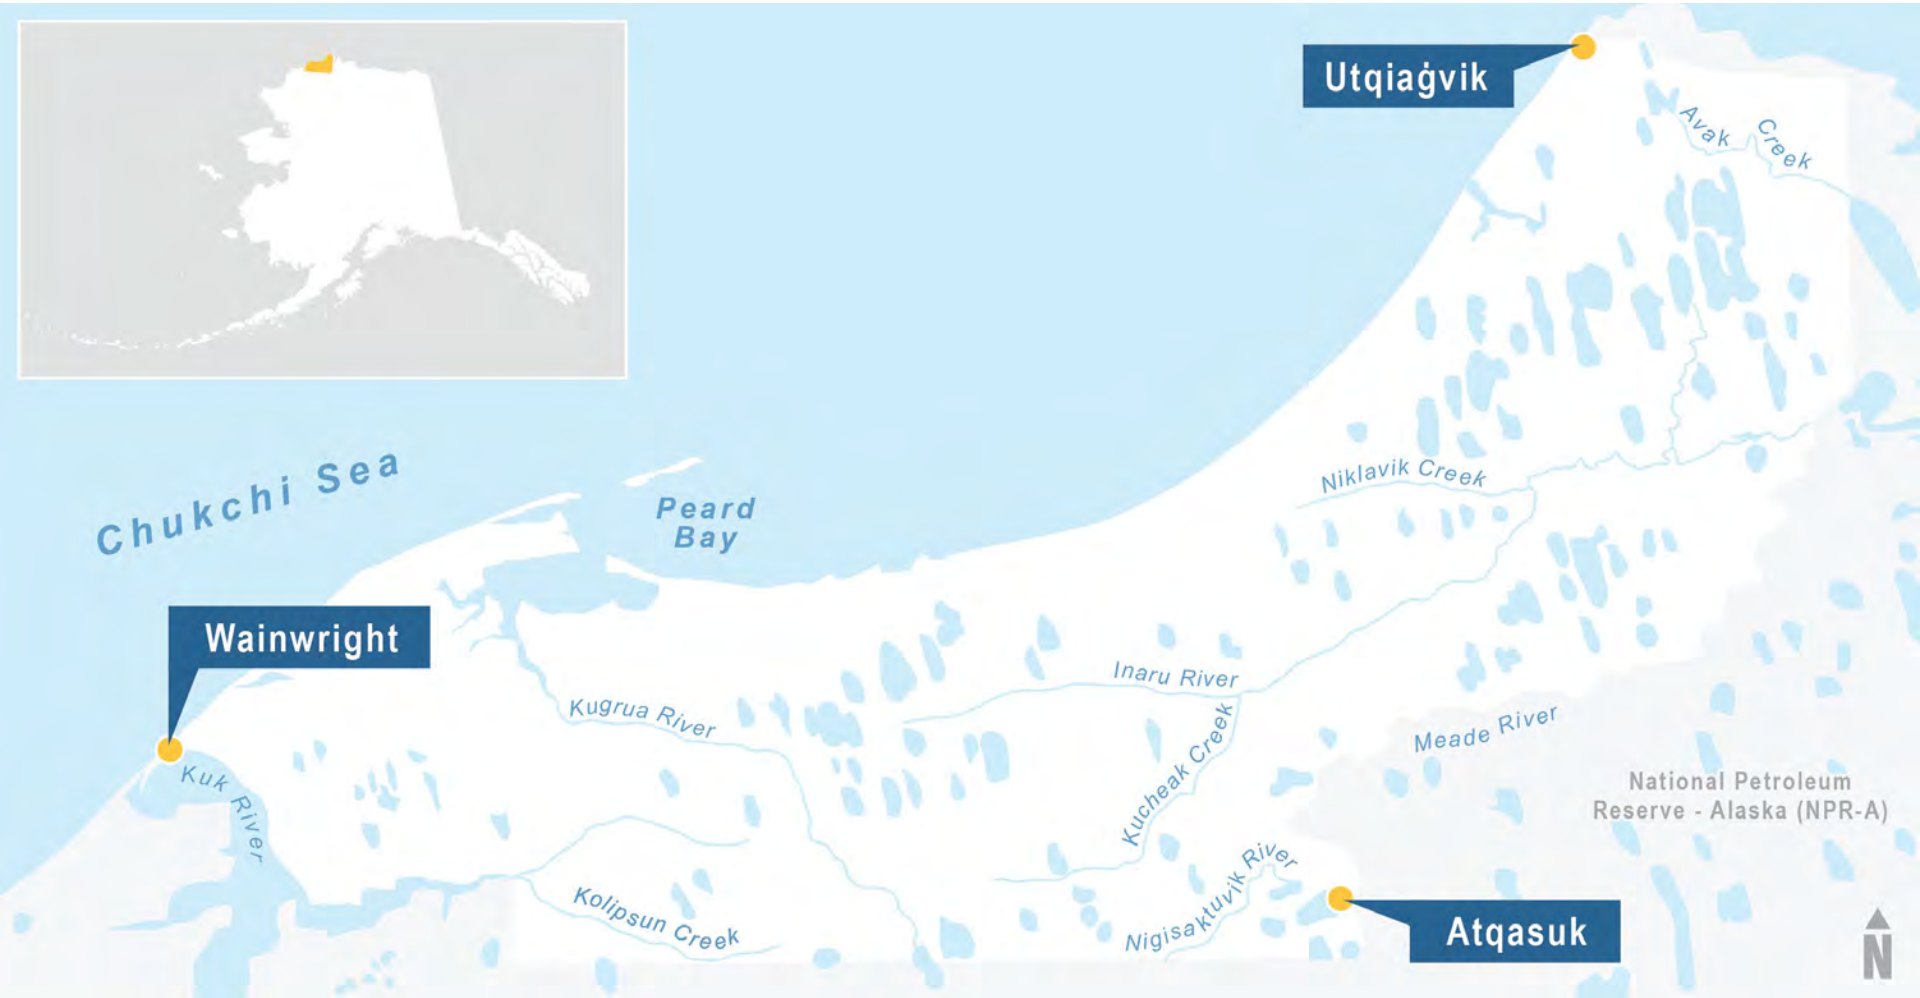 Utqiaġvik
Avak Creek
Chukchi Sea
Peard
Bay
Niklavik Creek
Wainwright
Inaru River
Kugrua River
Kucheak Creek
Meade River
Kuk River
National Petroleum
Reserve - Alaska (NPR-A)
Nigisaktuvik River
Kolipsun Creek
Atqasuk
N